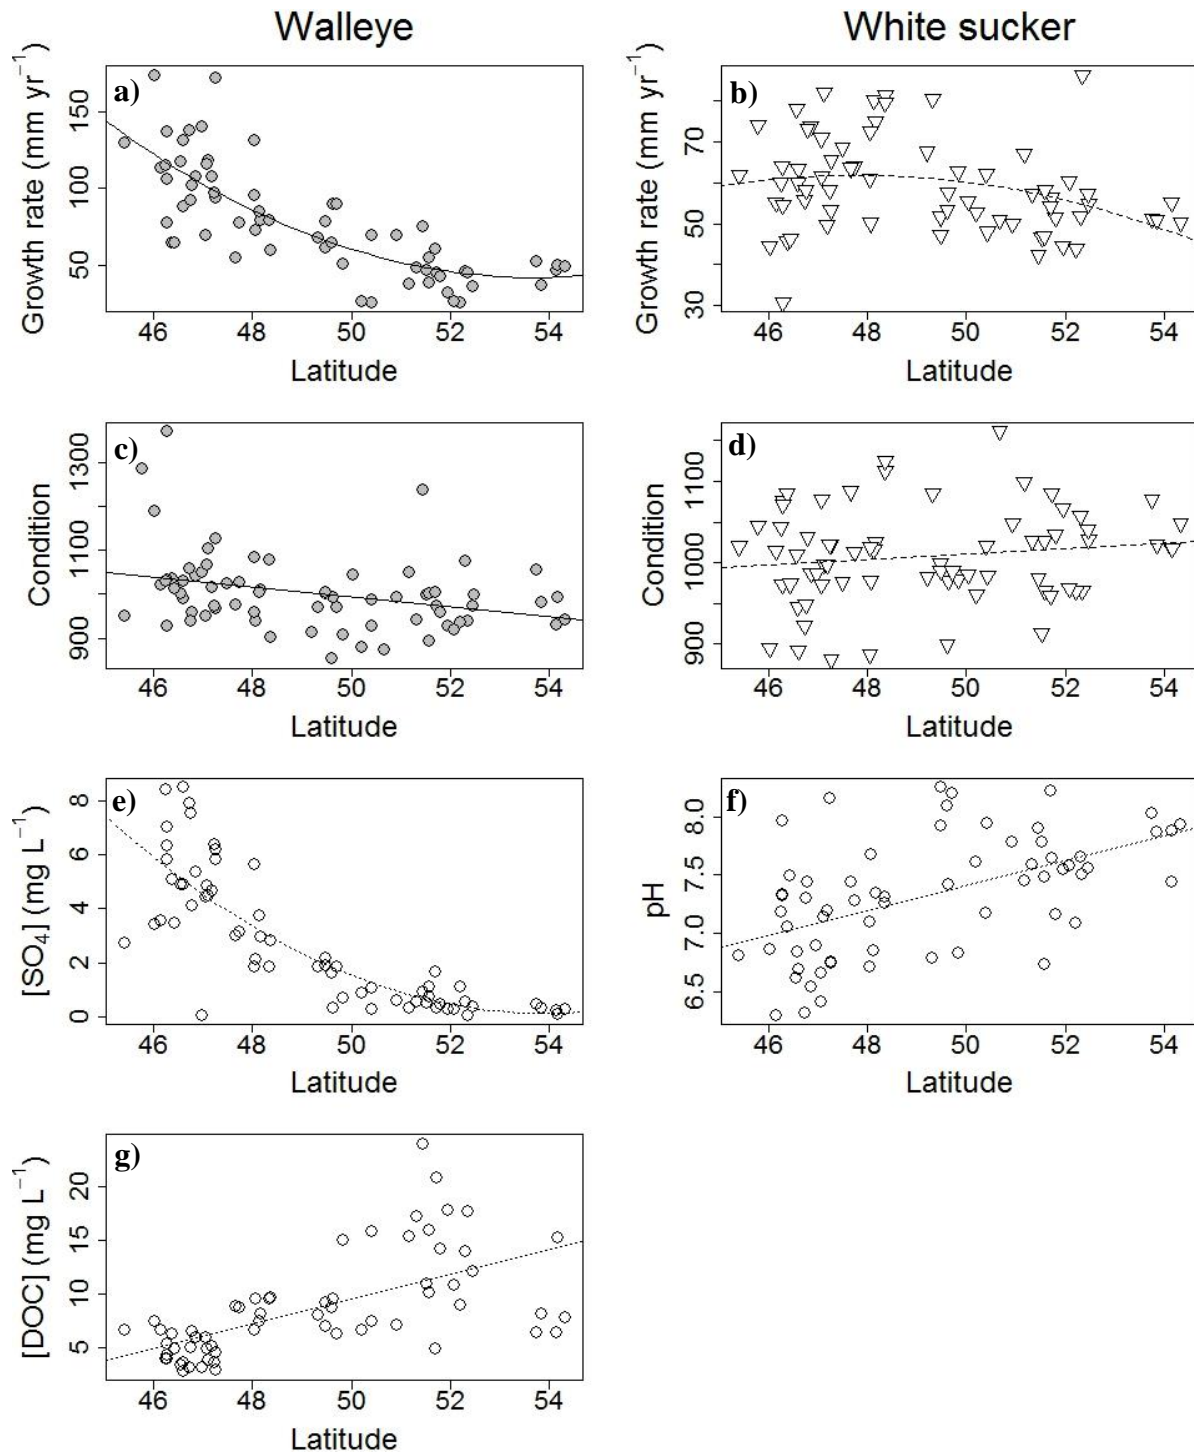 Walleye
White sucker
a)
Growth rate (mm yr⁻¹)
50 100 150
46 48 50 52 54
Latitude
b)
Growth rate (mm yr⁻¹)
30 50 70
46 48 50 52 54
Latitude
c)
Condition
900 1100 1300
46 48 50 52 54
Latitude
d)
Condition
900 1000 1100
46 48 50 52 54
Latitude
e)
[SO₄] (mg L⁻¹)
0 2 4 6 8
46 48 50 52 54
Latitude
f)
pH
6.5 7.0 7.5 8.0
46 48 50 52 54
Latitude
g)
[DOC] (mg L⁻¹)
5 10 15 20
46 48 50 52 54
Latitude